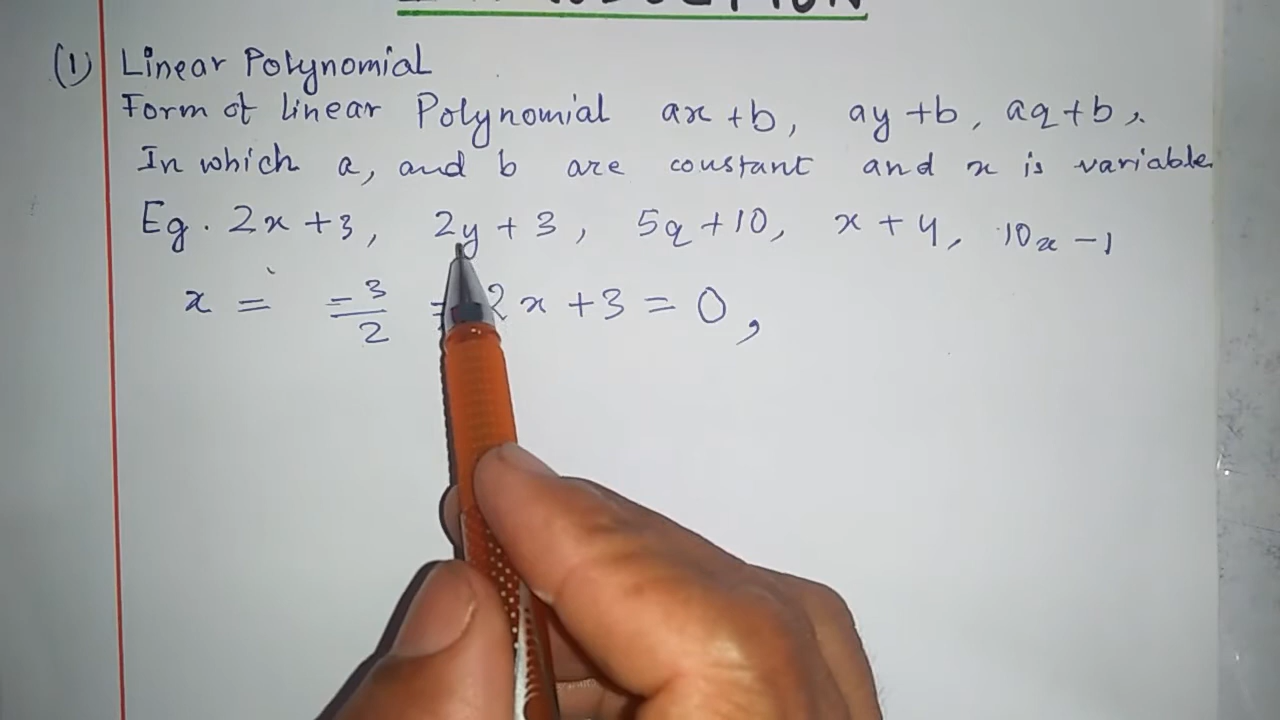 (1) Linear Polynomial
Form of linear Polynomial ax+b, ay+b, aq+b,.
In which a, and b are constant and x is variable
Eg. 2x+3, 2y+3, 5q+10, x+4, 10x-1
x = -3/2 = 2x+3=0,